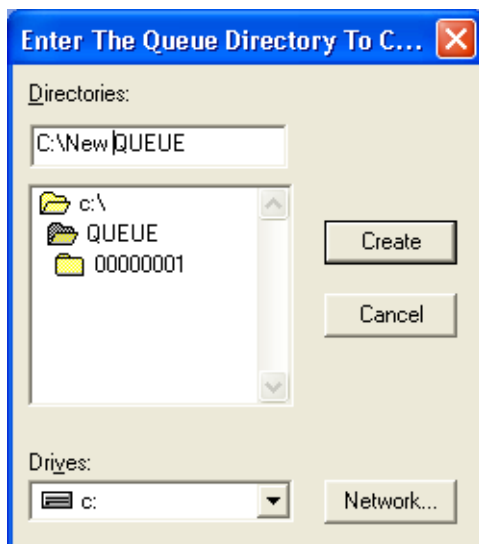 Enter The Queue Directory To C...
Directories:
C:\New QUEUE
c:\
QUEUE
00000001
Create
Cancel
Drives:
c:
Network...